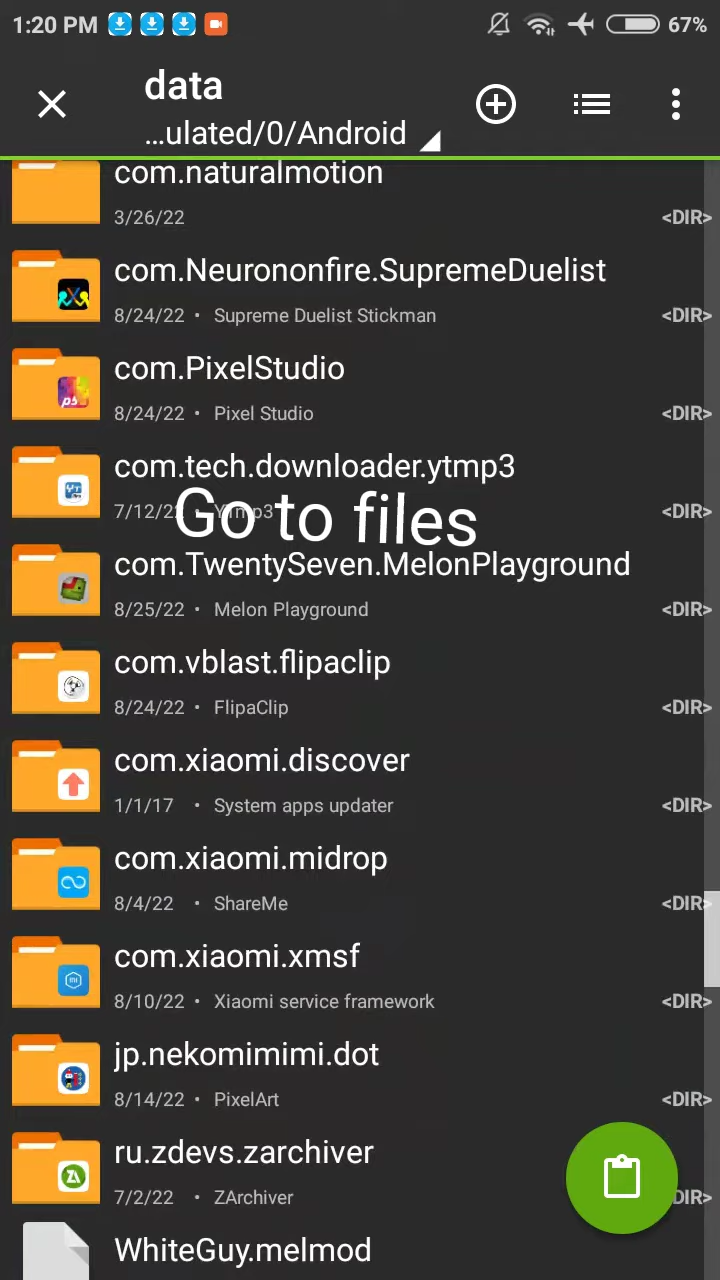 1:20 PM 67%
data
...ulated/0/Android
com.naturalmotion
3/26/22 <DIR>
com.Neurononfire.SupremeDuelist
8/24/22 • Supreme Duelist Stickman <DIR>
com.PixelStudio
8/24/22 • Pixel Studio <DIR>
com.tech.downloader.ytmp3
7/12/22 • Ytmp3 <DIR>
Go to files
com.TwentySeven.MelonPlayground
8/25/22 • Melon Playground <DIR>
com.vblast.flipaclip
8/24/22 • FlipaClip <DIR>
com.xiaomi.discover
1/1/17 • System apps updater <DIR>
com.xiaomi.midrop
8/4/22 • ShareMe <DIR>
com.xiaomi.xmsf
8/10/22 • Xiaomi service framework <DIR>
jp.nekomimimi.dot
8/14/22 • PixelArt <DIR>
ru.zdevs.zarchiver
7/2/22 • ZArchiver DIR>
WhiteGuy.melmod